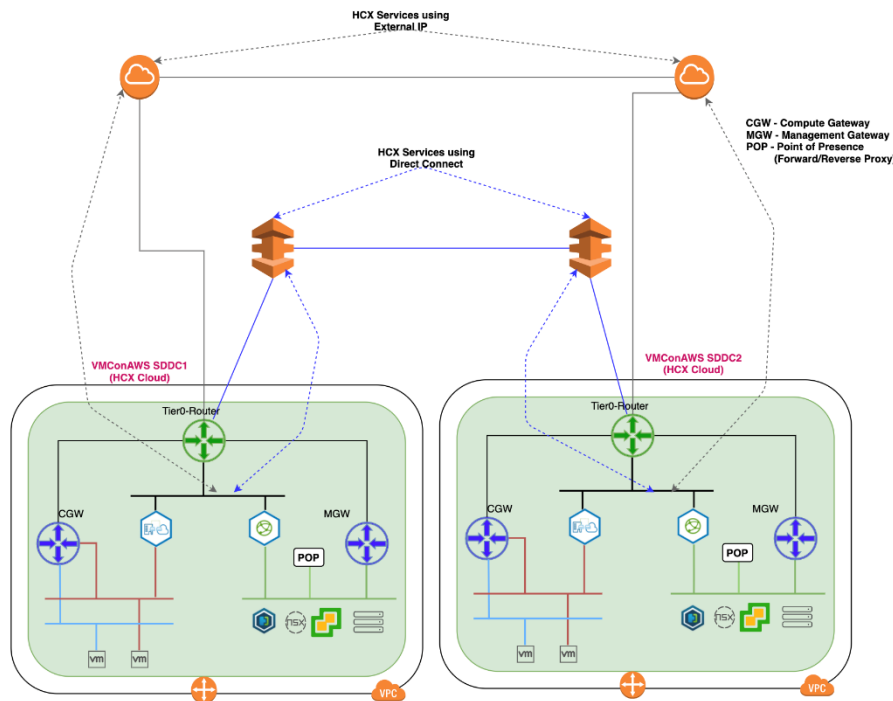 HCX Services using
External IP
CGW - Compute Gateway
MGW - Management Gateway
POP - Point of Presence
(Forward/Reverse Proxy)
HCX Services using
Direct Connect
VMConAWS SDDC1
(HCX Cloud)
VMConAWS SDDC2
(HCX Cloud)
Tier0-Router
Tier0-Router
CGW
MGW
CGW
MGW
POP
POP
nsx
nsx
vm
vm
vm
vm
VPC
VPC